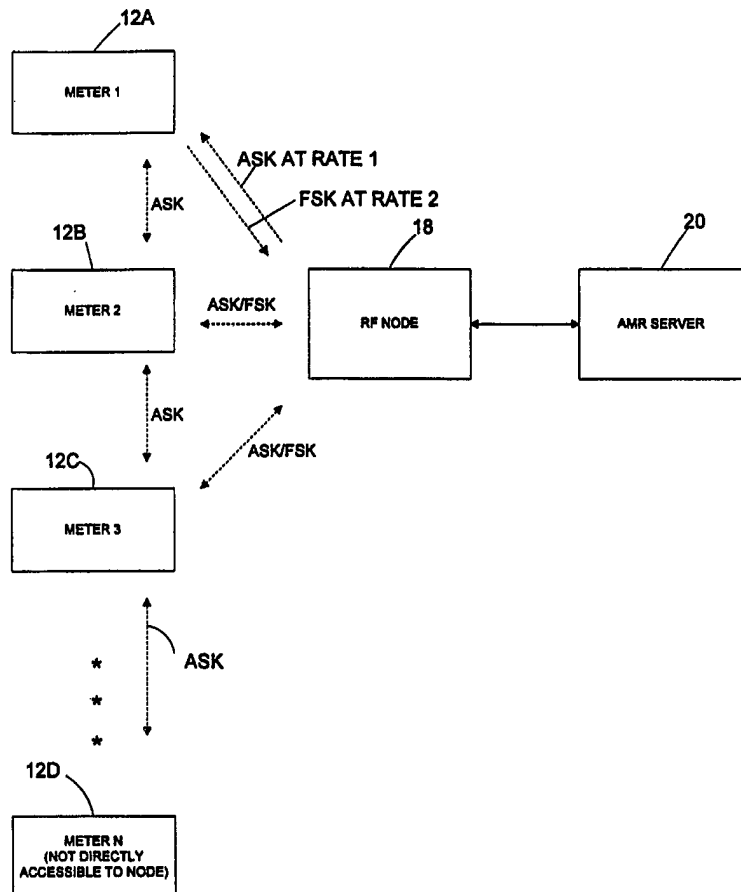 12A
METER 1
ASK AT RATE 1
FSK AT RATE 2
ASK
12B
18
20
METER 2
ASK/FSK
RF NODE
AMR SERVER
ASK
ASK/FSK
12C
METER 3
ASK
*
*
*
12D
METER N
(NOT DIRECTLY
ACCESSIBLE TO NODE)